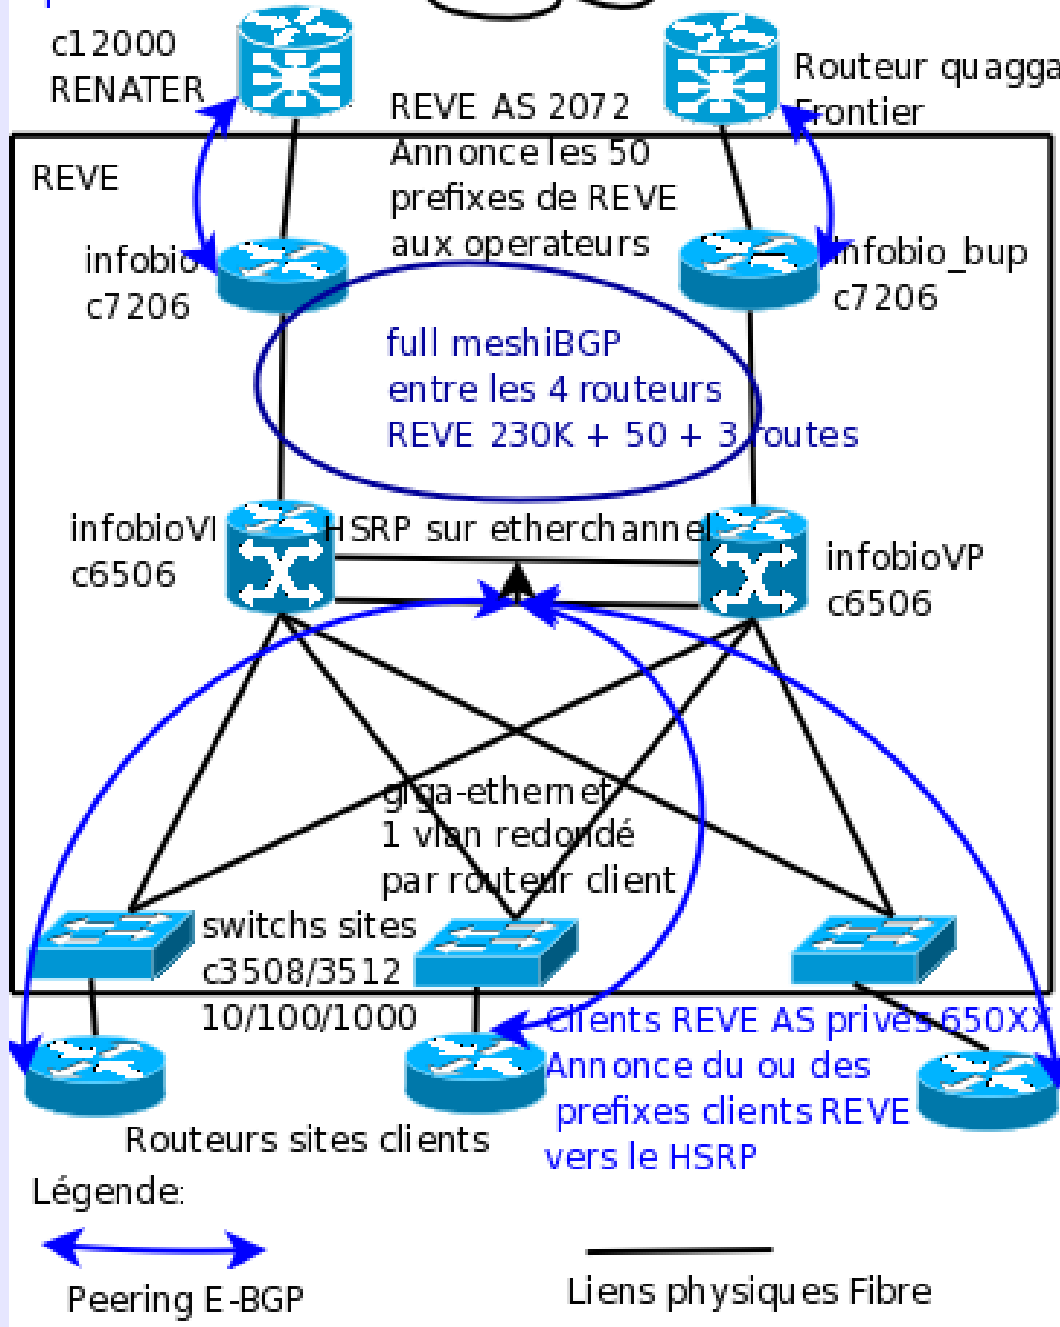 c12000
RENATER
Routeur quagga
Frontier
REVE AS 2072
Annonce les 50
prefixes de REVE
aux operateurs
REVE
infobio
c7206
infobio_bup
c7206
full meshiBGP
entre les 4 routeurs
REVE 230K + 50 + 3 routes
infobioVI
c6506
HSRP sur etherchannel
infobioVP
c6506
giga-ethernet
1 vlan redondé
par routeur client
switchs sites
c3508/3512
10/100/1000
Clients REVE AS privés 650XX
Annonce du ou des
prefixes clients REVE
vers le HSRP
Routeurs sites clients
Légende:
Peering E-BGP
Liens physiques Fibre